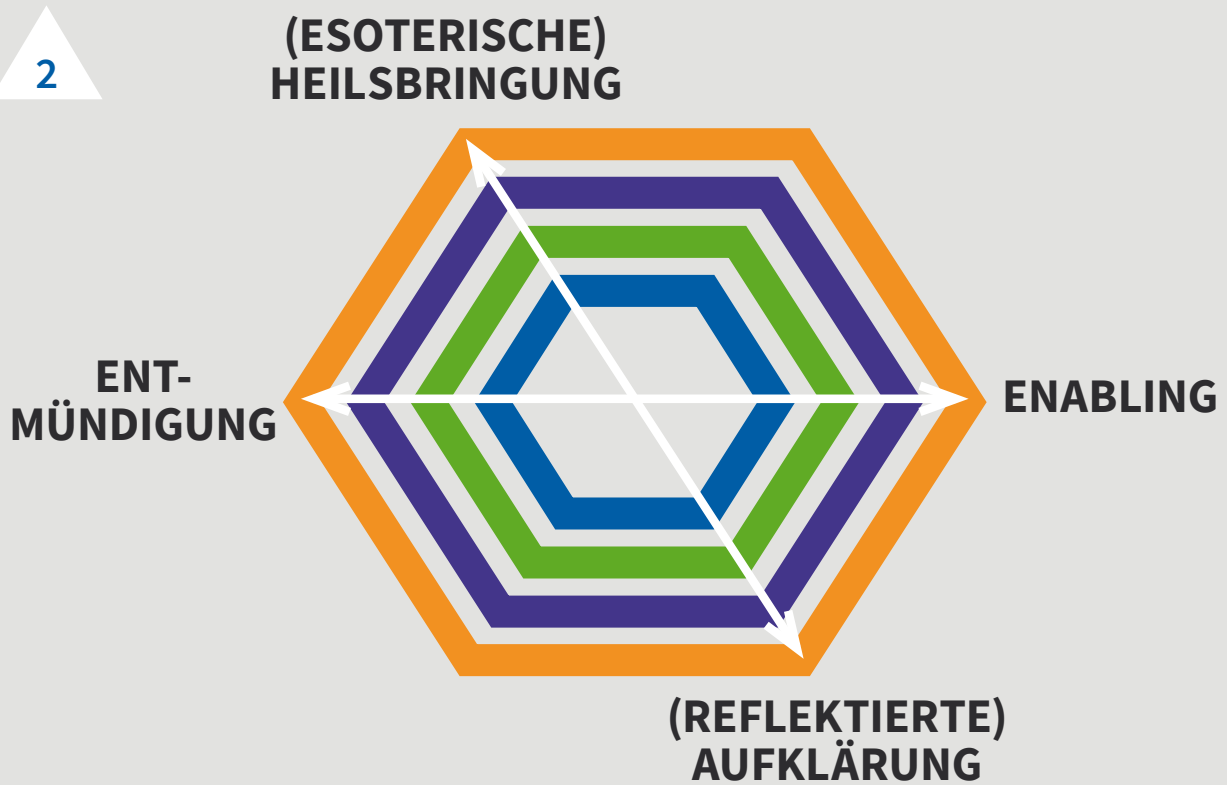 2
(ESOTERISCHE)
HEILSBRINGUNG
ENT-
MÜNDIGUNG
ENABLING
(REFLEKTIERTE)
AUFKLÄRUNG